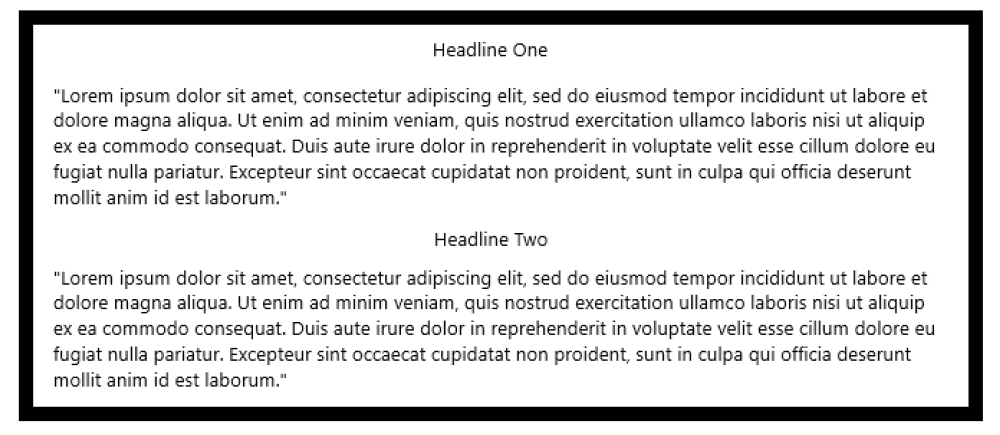 Headline One
"Lorem ipsum dolor sit amet, consectetur adipiscing elit, sed do eiusmod tempor incididunt ut labore et
dolore magna aliqua. Ut enim ad minim veniam, quis nostrud exercitation ullamco laboris nisi ut aliquip
ex ea commodo consequat. Duis aute irure dolor in reprehenderit in voluptate velit esse cillum dolore eu
fugiat nulla pariatur. Excepteur sint occaecat cupidatat non proident, sunt in culpa qui officia deserunt
mollit anim id est laborum."
Headline Two
"Lorem ipsum dolor sit amet, consectetur adipiscing elit, sed do eiusmod tempor incididunt ut labore et
dolore magna aliqua. Ut enim ad minim veniam, quis nostrud exercitation ullamco laboris nisi ut aliquip
ex ea commodo consequat. Duis aute irure dolor in reprehenderit in voluptate velit esse cillum dolore eu
fugiat nulla pariatur. Excepteur sint occaecat cupidatat non proident, sunt in culpa qui officia deserunt
mollit anim id est laborum."